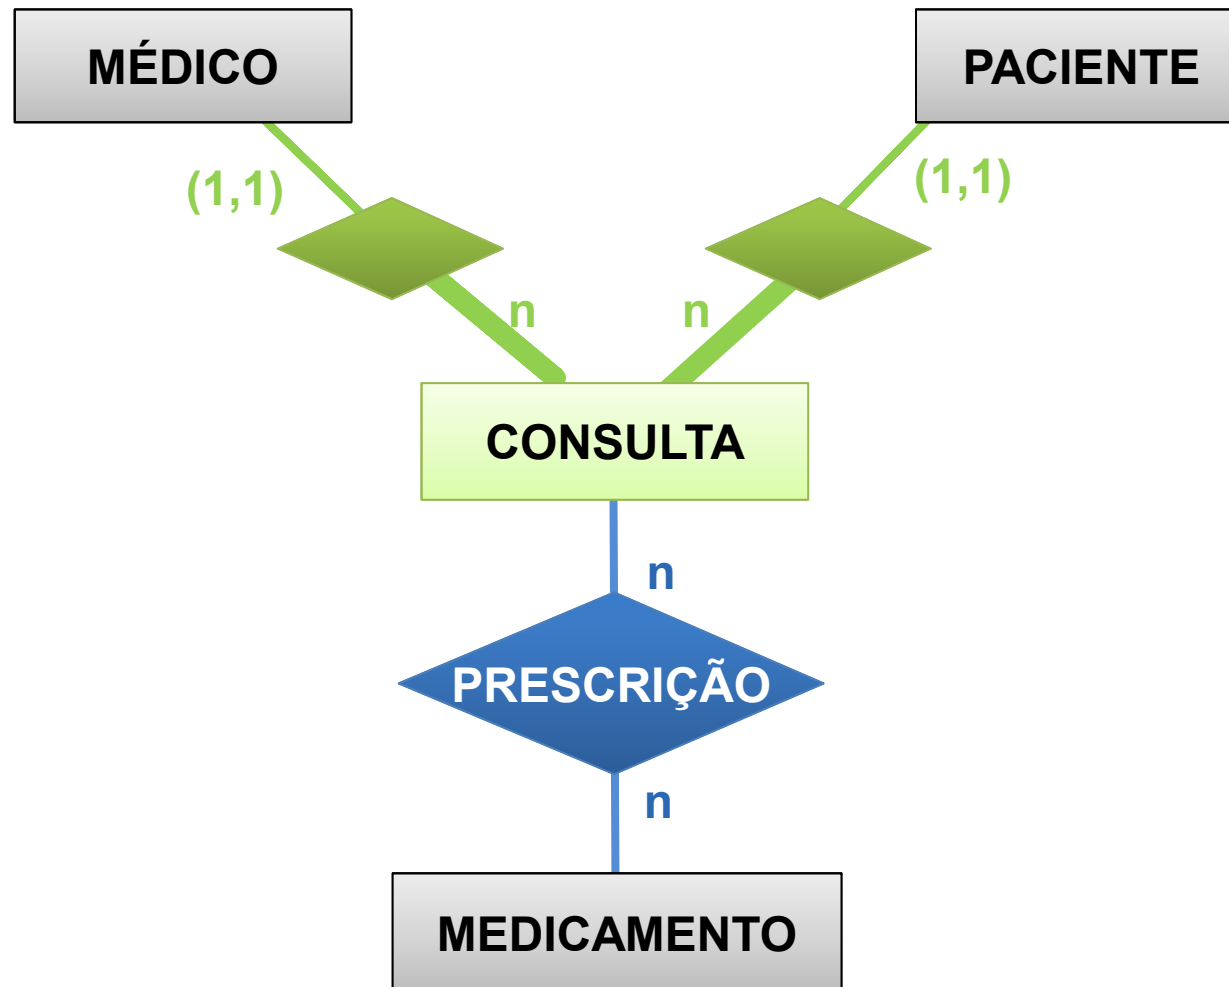 MÉDICO
PACIENTE
(1,1)
(1,1)
n
n
CONSULTA
n
PRESCRIÇÃO
n
MEDICAMENTO